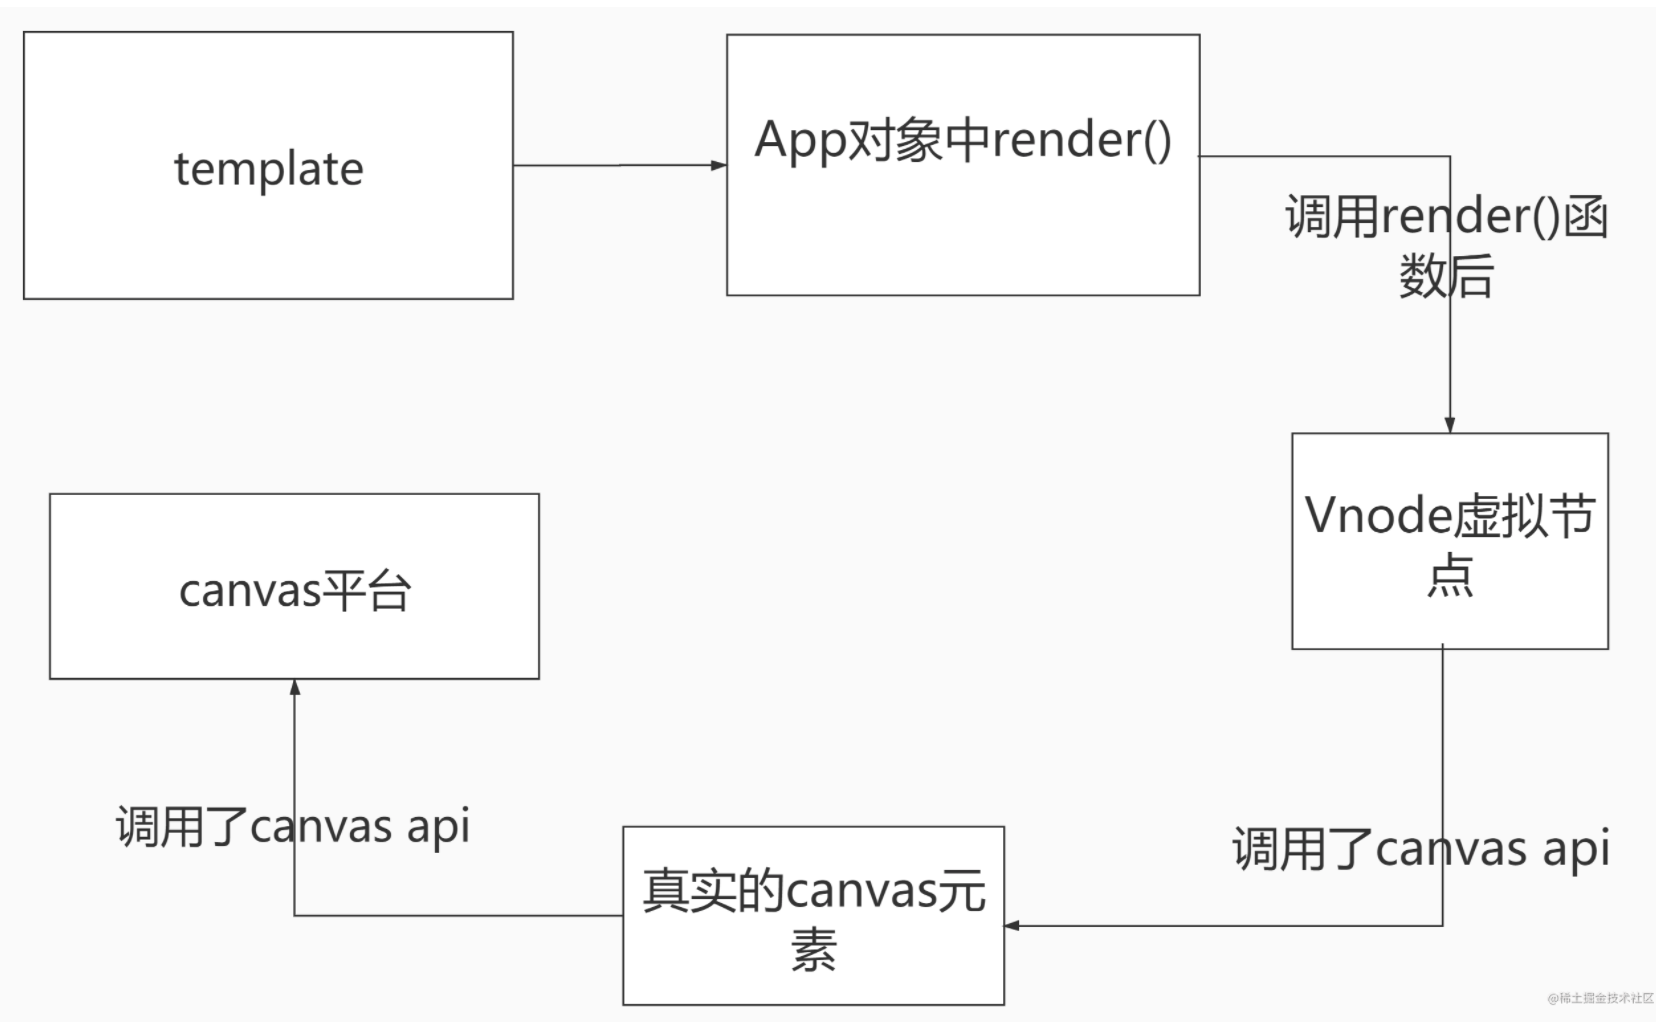 template
App对象中render()
调用render()函
数后
Vnode虚拟节
点
canvas平台
调用了canvas api
调用了canvas api
真实的canvas元
素
@稀土掘金技术社区